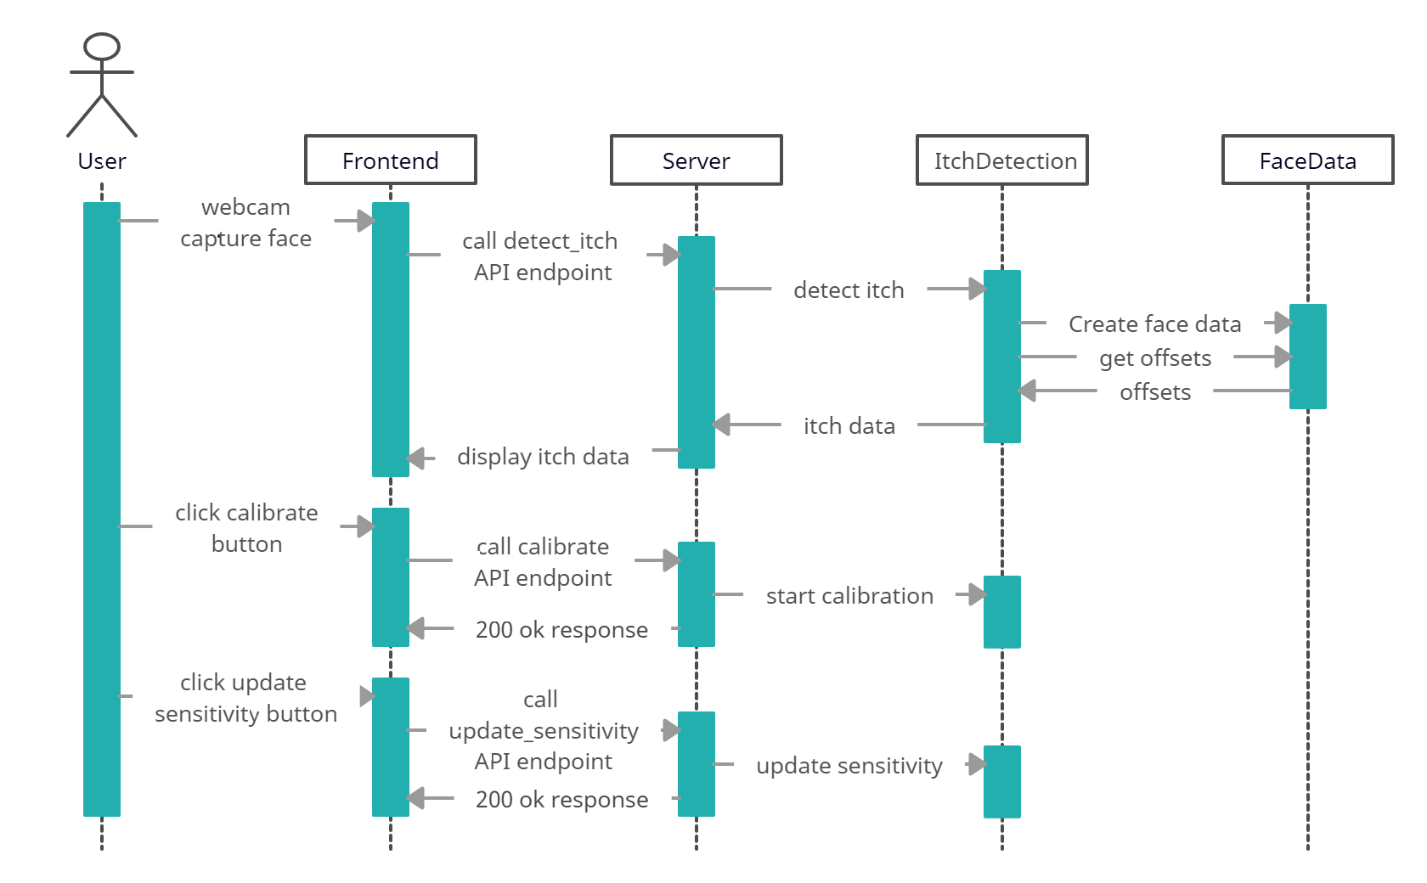 User
Frontend
Server
ItchDetection
FaceData
webcam
capture face
call detect_itch
API endpoint
detect itch
Create face data
get offsets
offsets
itch data
display itch data
click calibrate
button
call calibrate
API endpoint
start calibration
200 ok response
click update
sensitivity button
call
update_sensitivity
API endpoint
update sensitivity
200 ok response